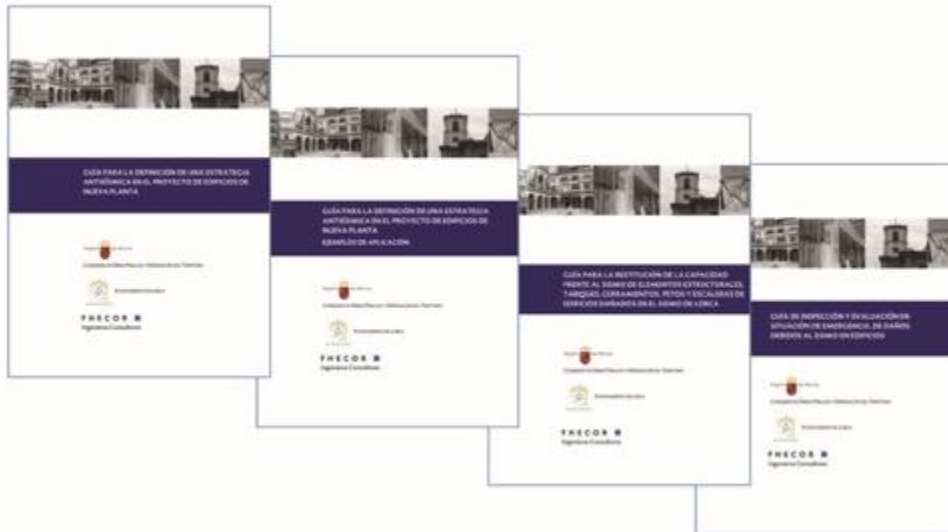 GUÍA PARA LA DEFINICIÓN DE UNA ESTRATEGIA
ANTISÍSMICA EN EL PROYECTO DE EDIFICIOS DE
NUEVA PLANTA
FHECOR
Ingenieros Consultores
GUÍA PARA LA DEFINICIÓN DE UNA ESTRATEGIA
ANTISÍSMICA EN EL PROYECTO DE EDIFICIOS DE
NUEVA PLANTA
EJEMPLOS DE APLICACIÓN
FHECOR
Ingenieros Consultores
GUÍA PARA LA RESTITUCIÓN DE LA CAPACIDAD
FRENTE AL SISMO DE ELEMENTOS ESTRUCTURALES,
TABIQUES, CERRAMIENTOS, PETOS Y ESCALERAS DE
EDIFICIOS DAÑADOS EN EL SISMO DE LORCA
FHECOR
Ingenieros Consultores
GUÍA DE INSPECCIÓN Y EVALUACIÓN EN
SITUACIÓN DE EMERGENCIA, DE DAÑOS
DEBIDOS AL SISMO EN EDIFICIOS
FHECOR
Ingenieros Consultores